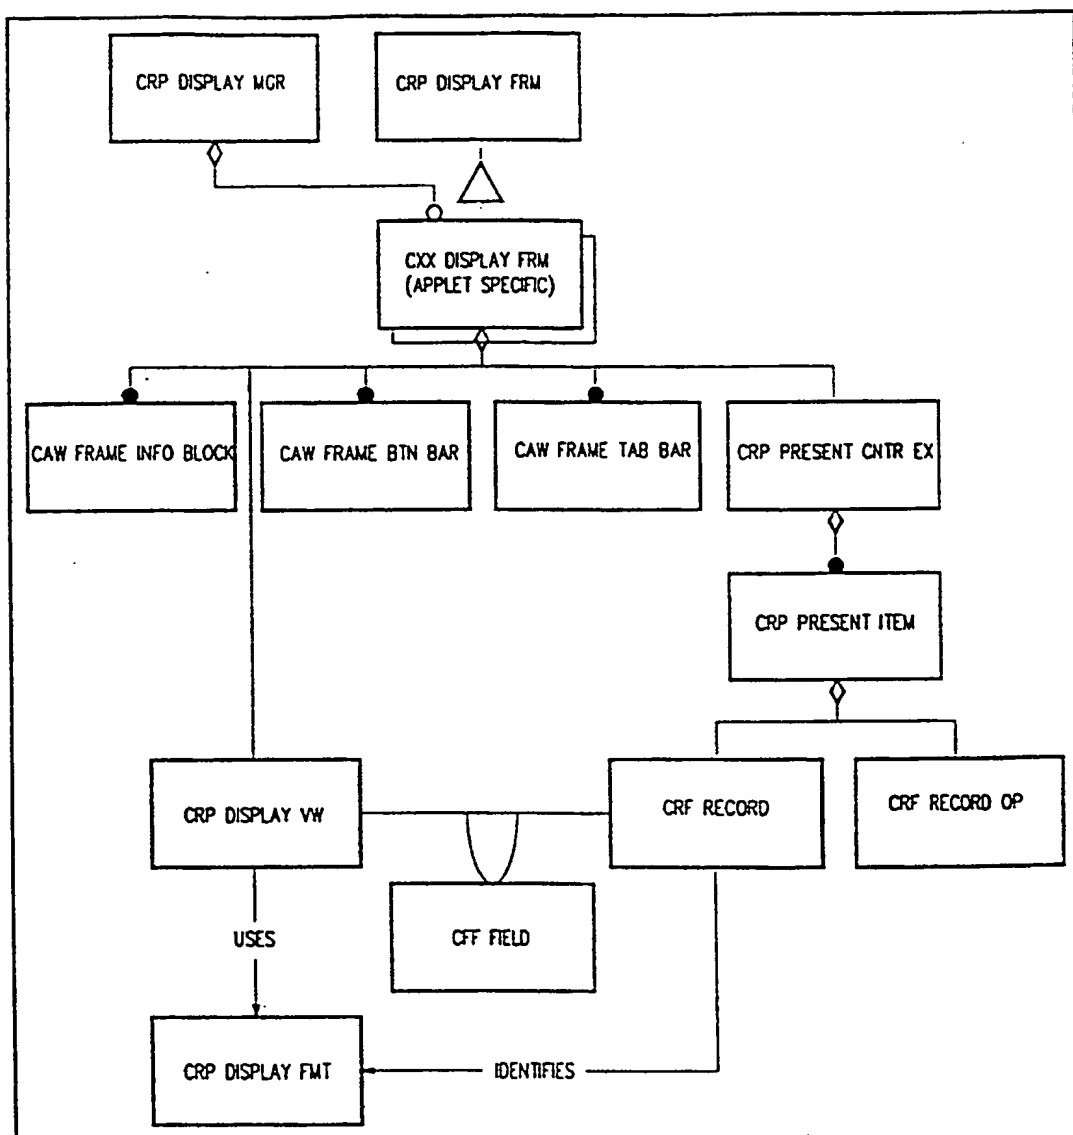 CRP DISPLAY MGR
CRP DISPLAY FRM
CXX DISPLAY FRM
(APPLET SPECIFIC)
CAW FRAME INFO BLOCK
CAW FRAME BTN BAR
CAW FRAME TAB BAR
CRP PRESENT CNTR EX
CRP PRESENT ITEM
CRP DISPLAY VW
CRF RECORD
CRF RECORD OP
USES
CFF FIELD
CRP DISPLAY FMT
IDENTIFIES